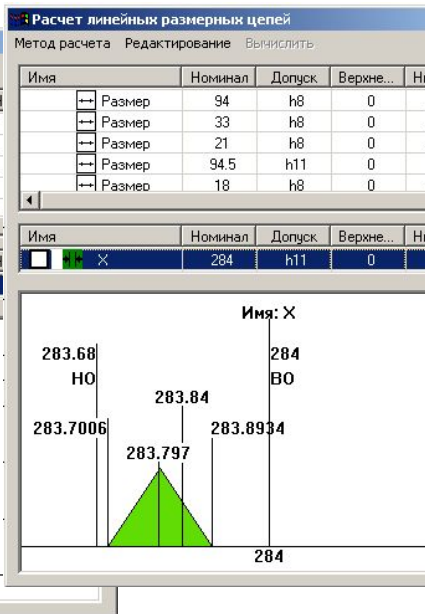 Расчет линейных размерных цепей
Метод расчета Редактирование Вычислить
Имя Номинал Допуск Верхне...
Размер 94 h8 0
Размер 33 h8 0
Размер 21 h8 0
Размер 94.5 h11 0
Размер 18 h8 0
Имя Номинал Допуск Верхне...
X 284 h11 0
Имя: X
283.68 284
НО ВО
283.84
283.7006 283.8934
283.797
284